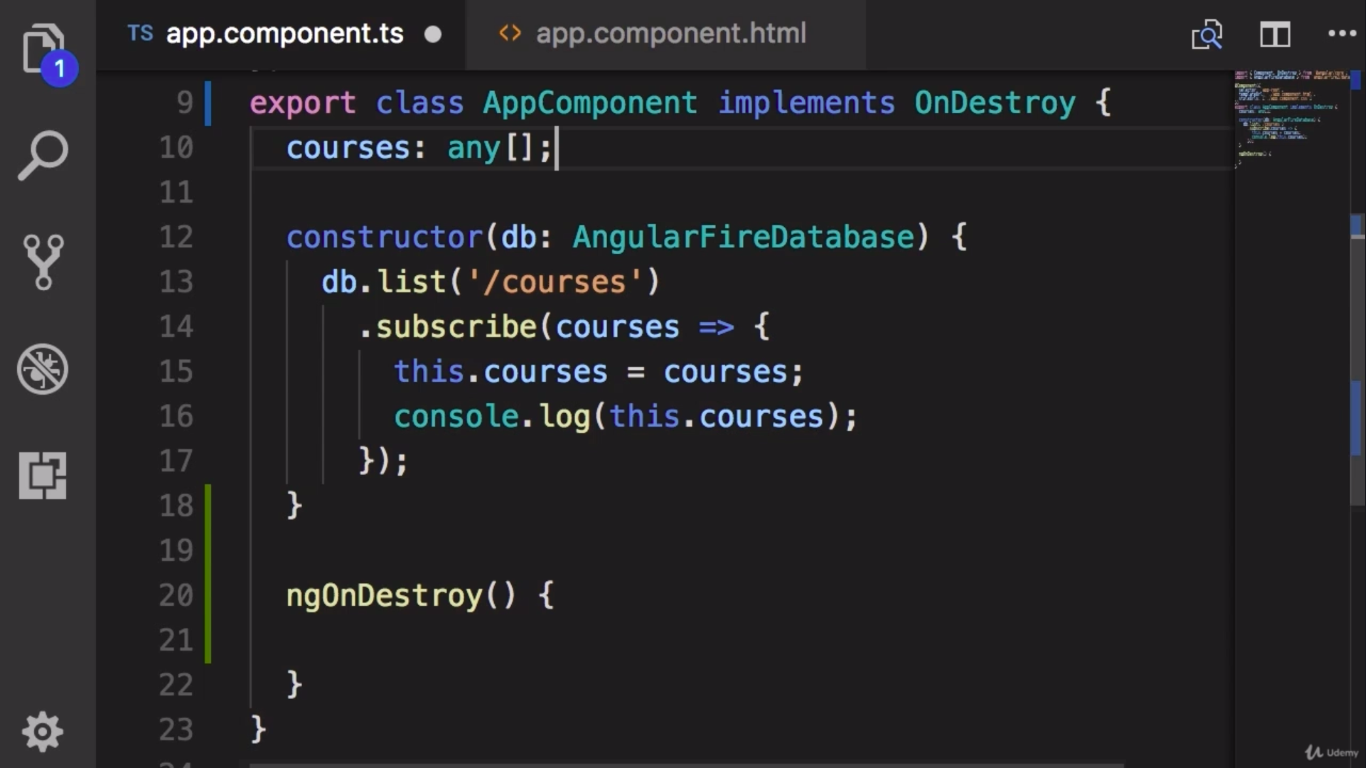 TS app.component.ts
<> app.component.html
1
9 export class AppComponent implements OnDestroy {
10 courses: any[];
11
12 constructor(db: AngularFireDatabase) {
13 db.list('/courses')
14 .subscribe(courses => {
15 this.courses = courses;
16 console.log(this.courses);
17 });
18 }
19
20 ngOnDestroy() {
21
22 }
23 }
Udemy